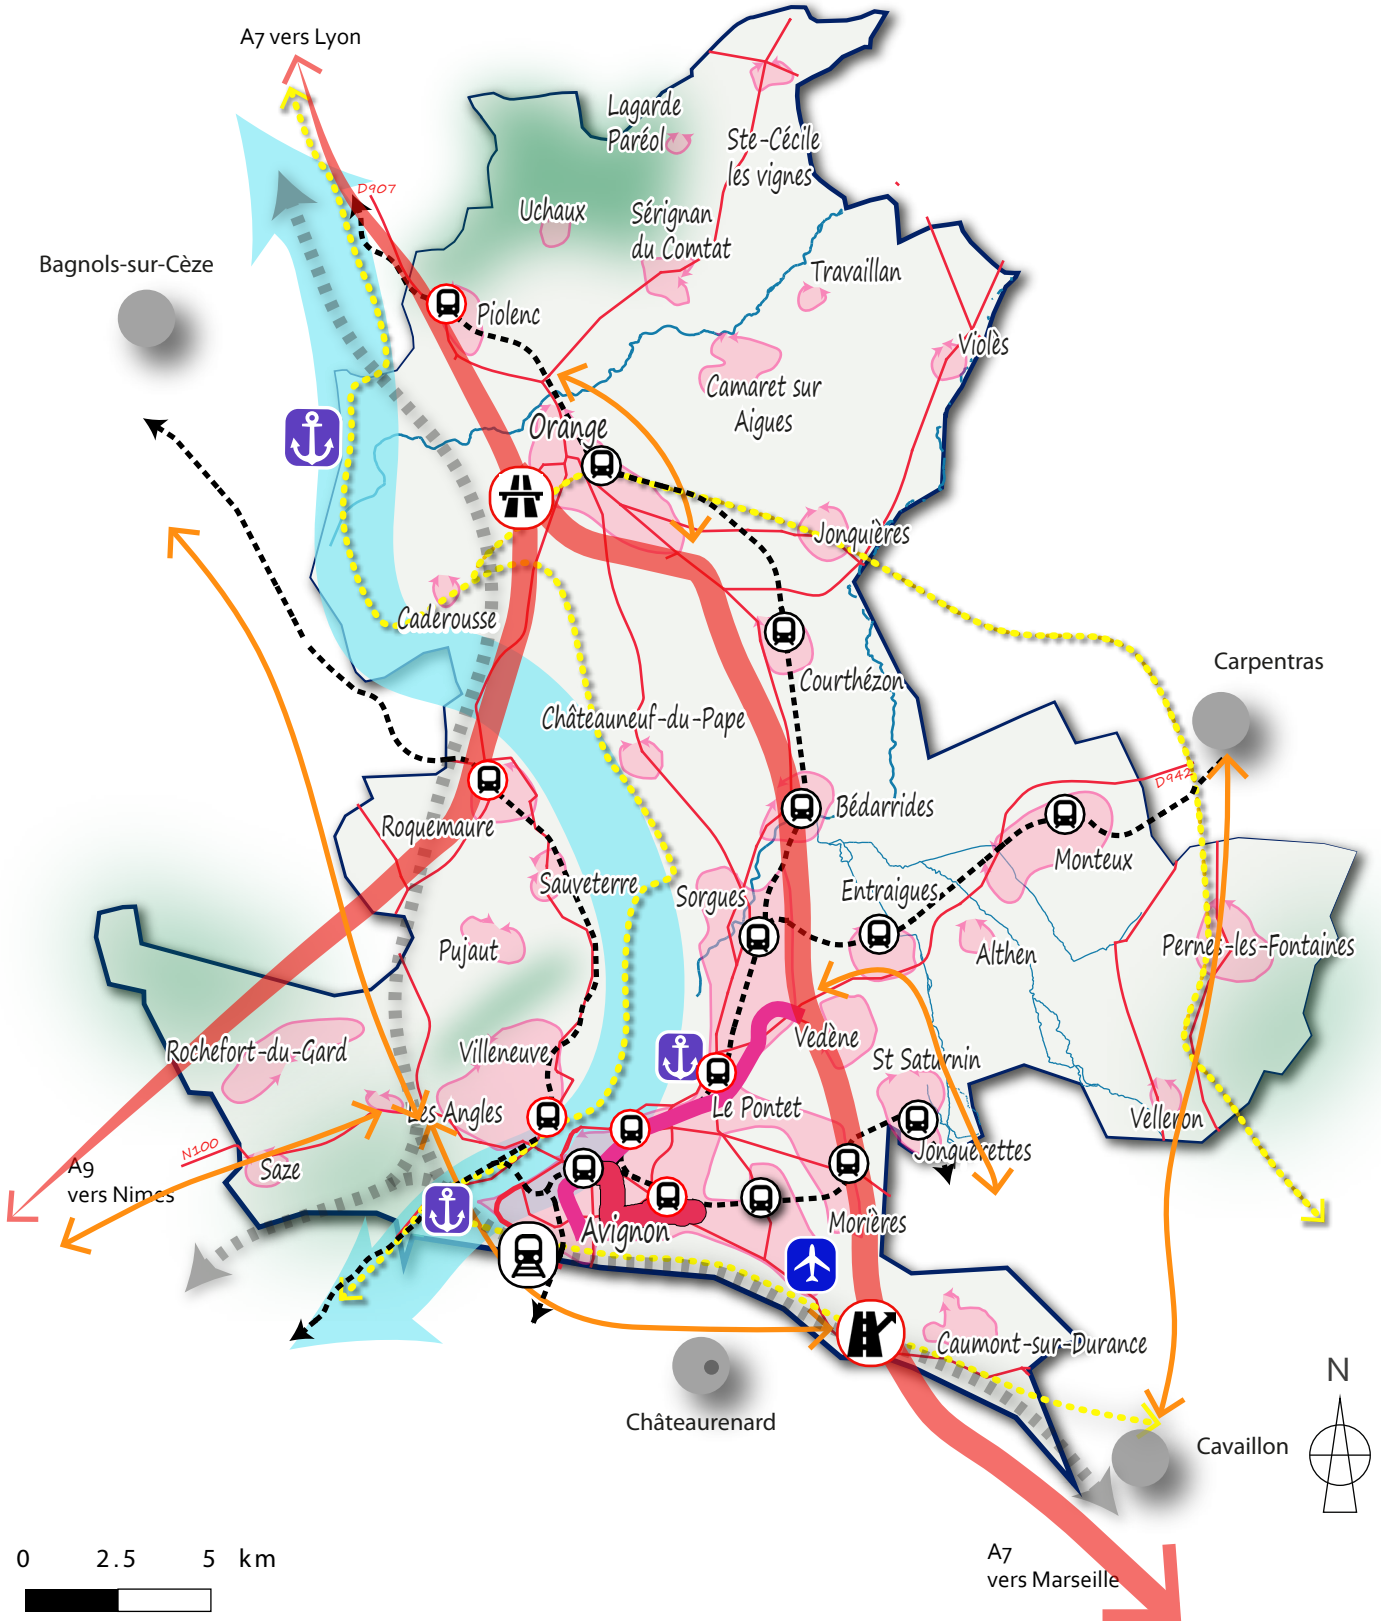 A7 vers Lyon
Lagarde
Paréol
Ste-Cécile
les vignes
D907
Uchaux
Sérignan
du Comtat
Bagnols-sur-Cèze
Travaillan
Piolenc
Violès
Camaret sur
Aigues
Orange
Jonquières
Caderousse
Carpentras
Courthézon
Châteauneuf-du-Pape
D942
Bédarrides
Roquemaure
Monteux
Sauveterre
Sorgues
Entraigues
Pujaut
Althen
Pernes-les-Fontaines
Rochefort-du-Gard
Villeneuve
Vedène
St Saturnin
Les Angles
Le Pontet
Velleron
N100
Jonquerettes
A9
vers Nimes
Saze
Morières
Avignon
Caumont-sur-Durance
Châteaurenard
Cavaillon
N
A7
vers Marseille
0 2.5 5 km